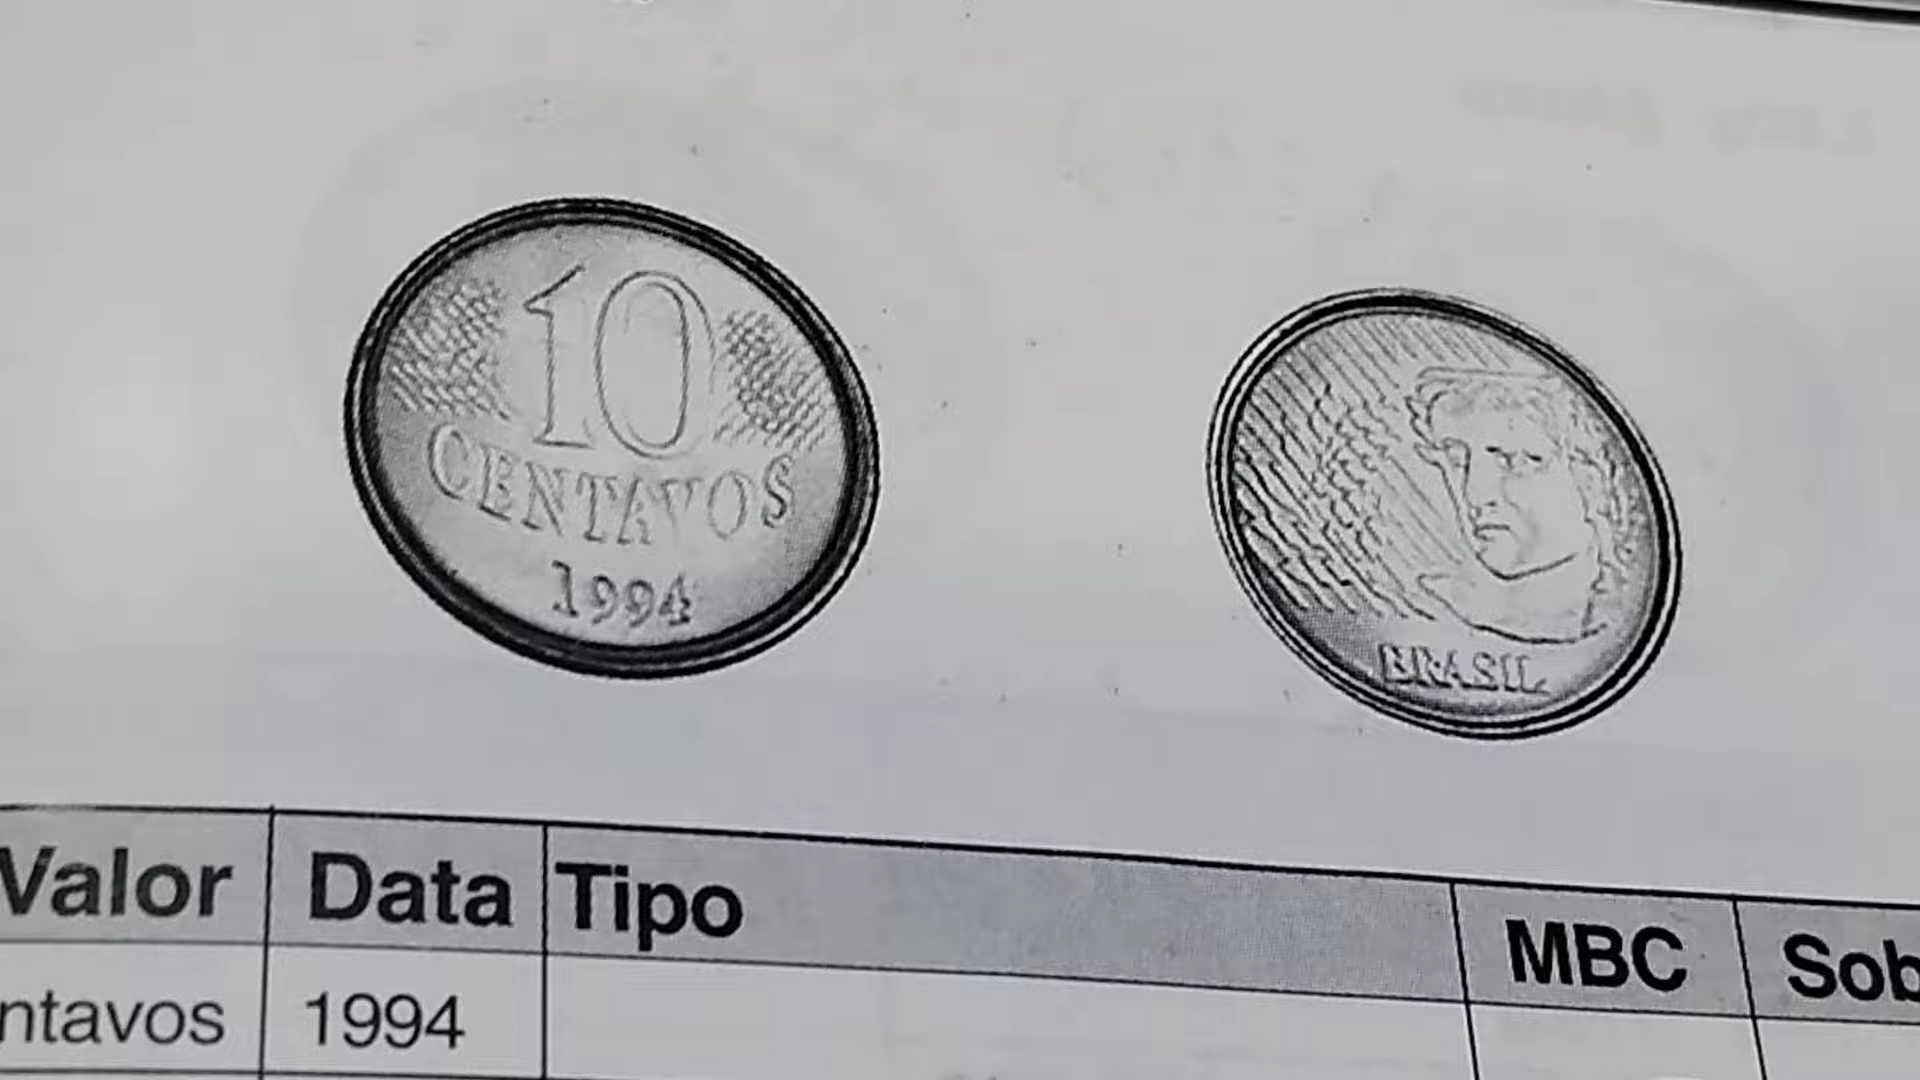 10
CENTAVOS
1994
BRASIL
Valor Data Tipo MBC Sob
ntavos 1994